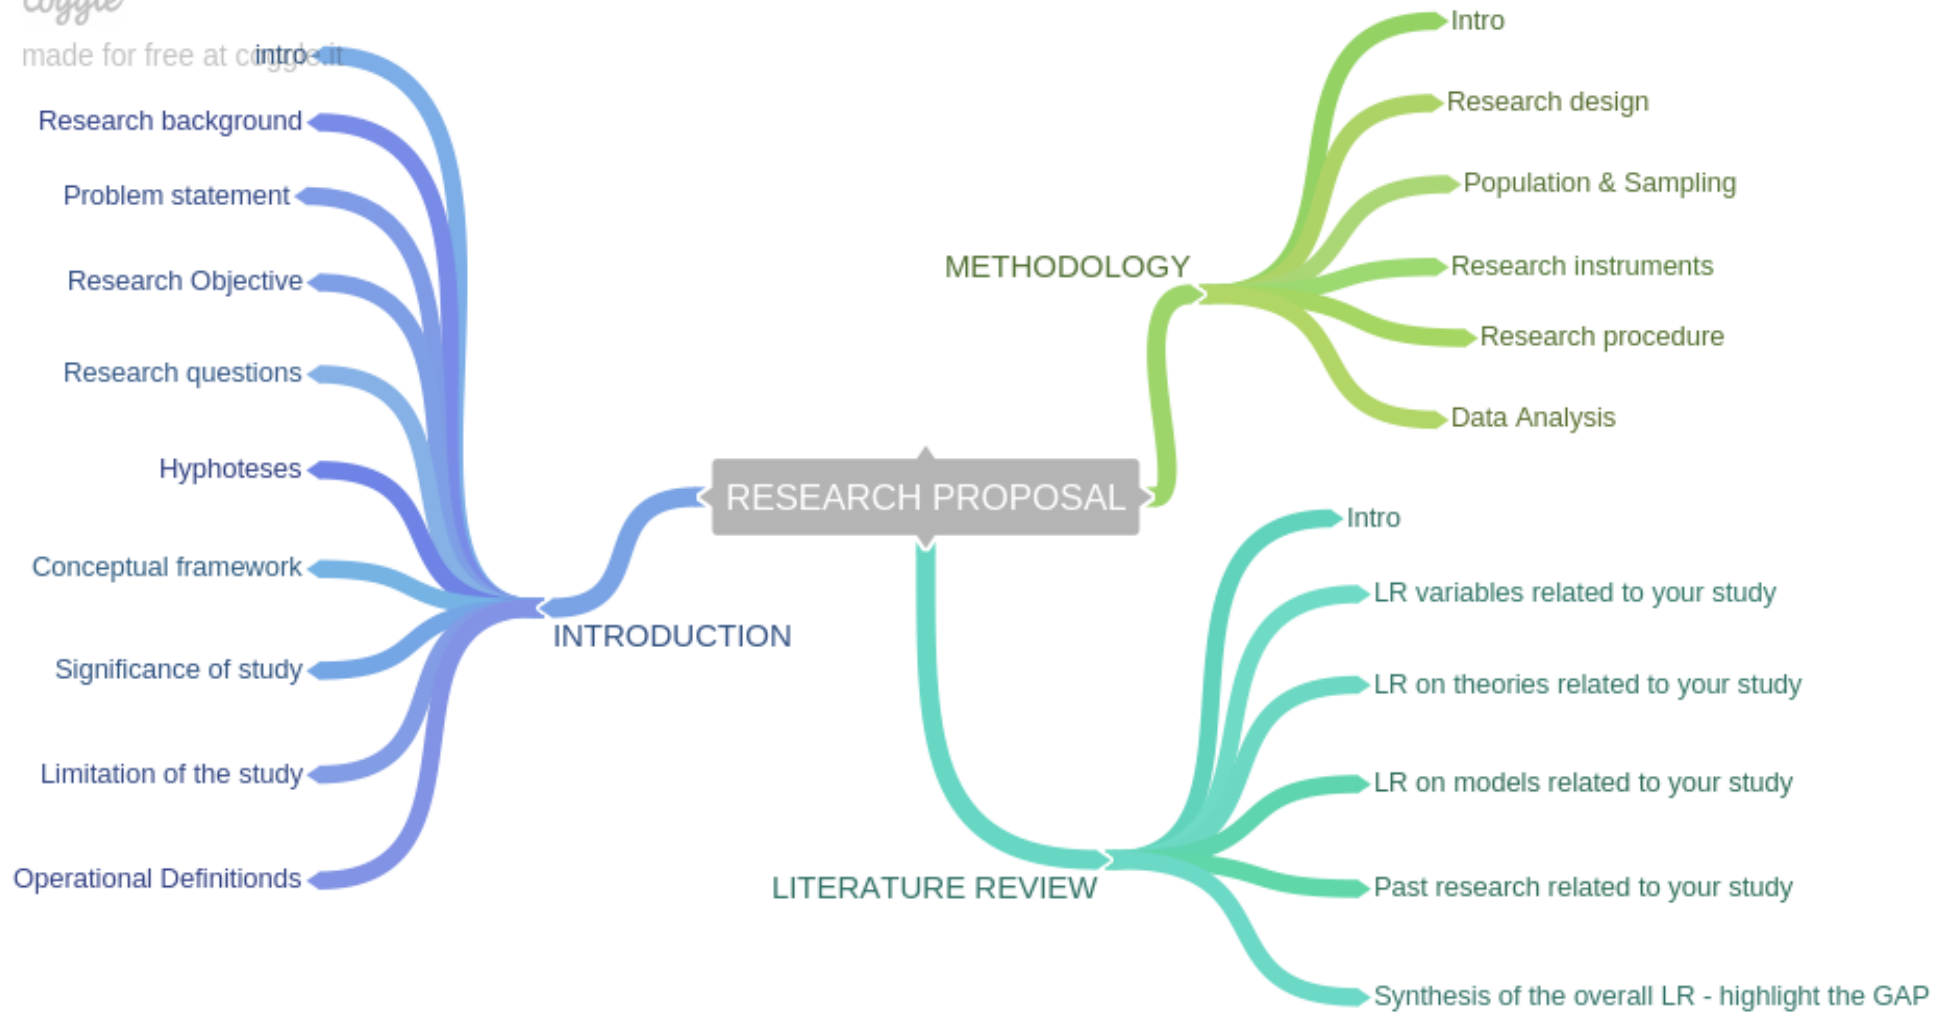 coggle
made for free at coggle.it
intro
Research background
Problem statement
Research Objective
Research questions
Hyphoteses
Conceptual framework
Significance of study
Limitation of the study
Operational Definitionds
INTRODUCTION
RESEARCH PROPOSAL
METHODOLOGY
Intro
Research design
Population & Sampling
Research instruments
Research procedure
Data Analysis
LITERATURE REVIEW
Intro
LR variables related to your study
LR on theories related to your study
LR on models related to your study
Past research related to your study
Synthesis of the overall LR - highlight the GAP